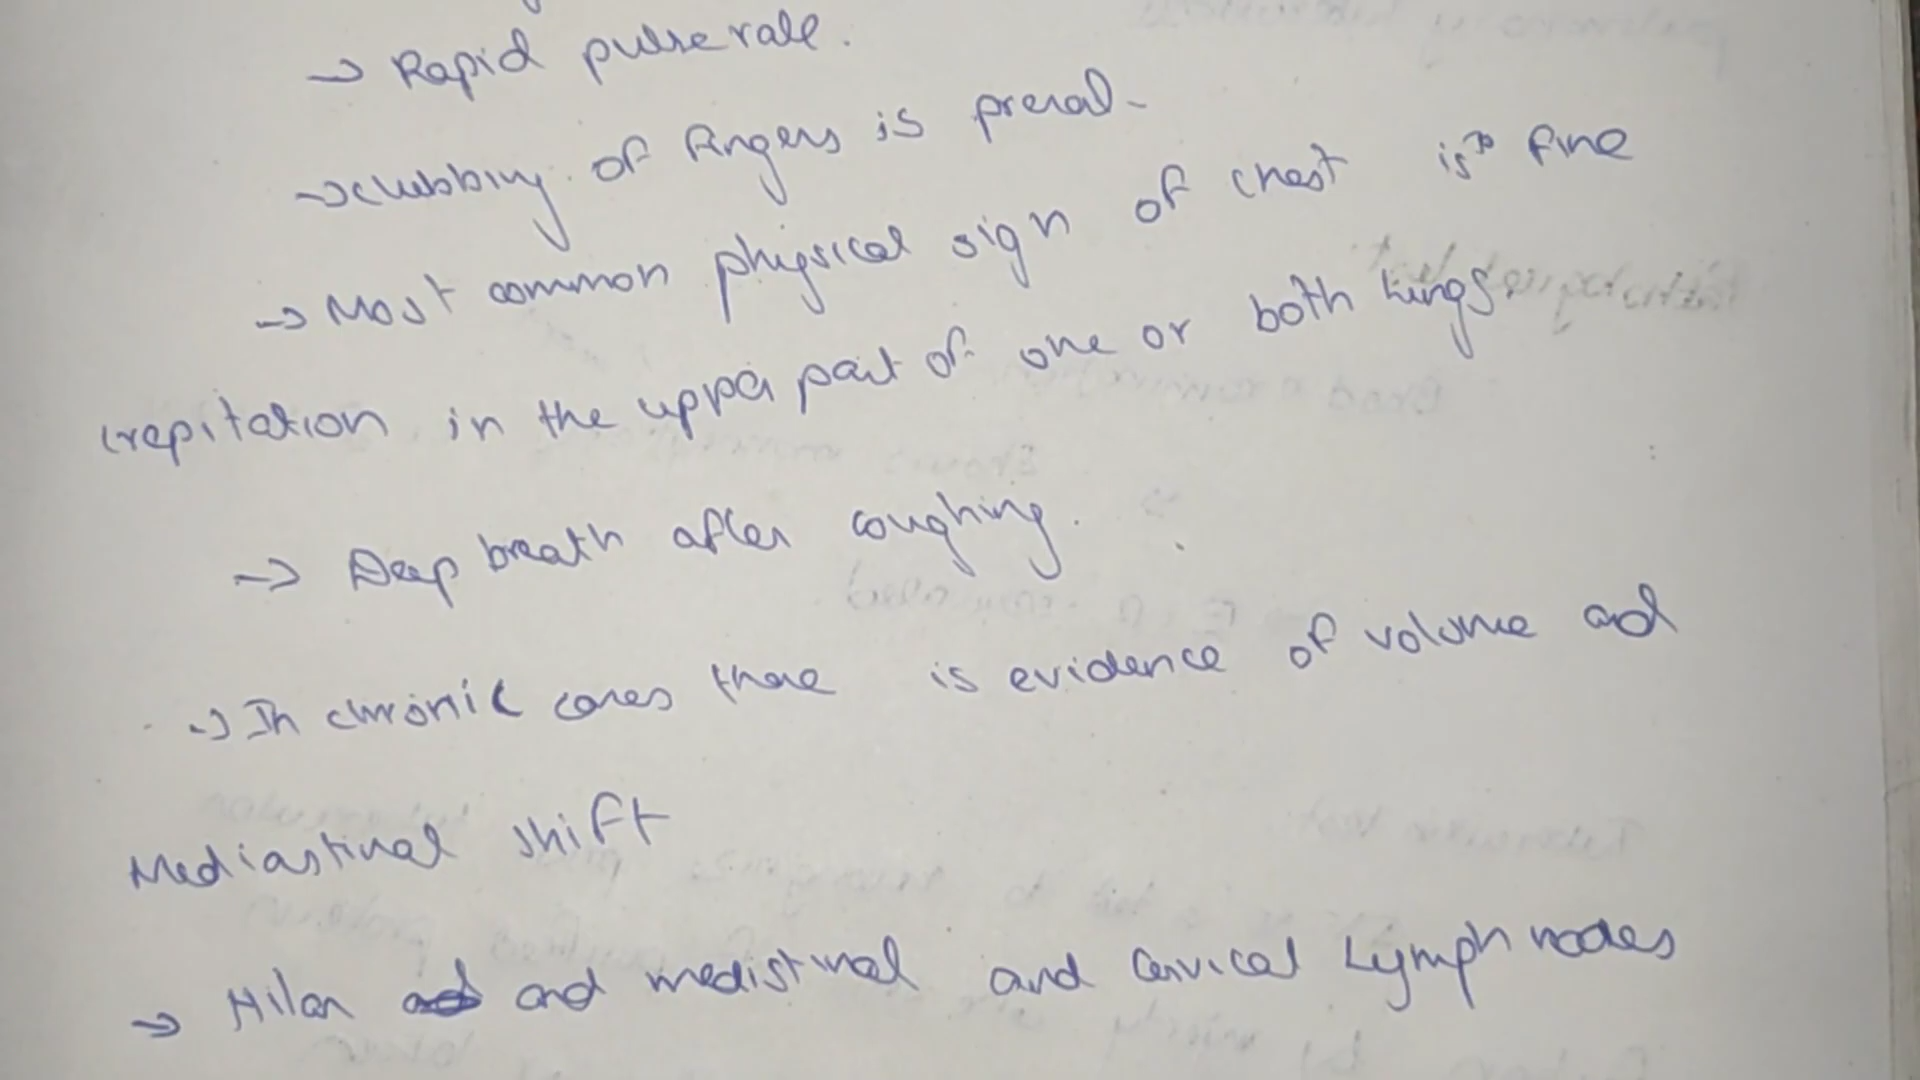 → Rapid pulse rate.
→ clubbing of fingers is present.
→ Most common physical sign of chest is fine
crepitation in the upper part of one or both lungs.
→ Deep breath after coughing.
→ In chronic cases there is evidence of volume and
Mediastinal shift
→ Hilar and medistinal and Cervical Lymph nodes